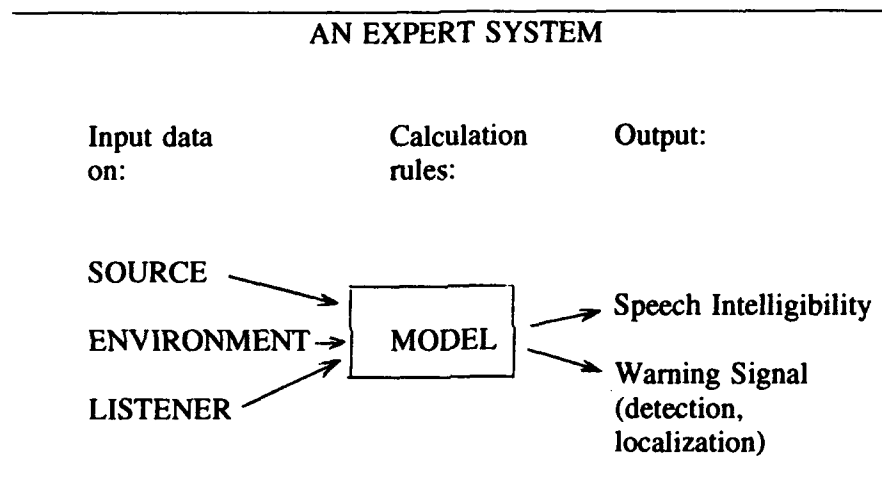 AN EXPERT SYSTEM
Input data
on:
Calculation
rules:
Output:
SOURCE
ENVIRONMENT
LISTENER
MODEL
Speech Intelligibility
Warning Signal
(detection,
localization)